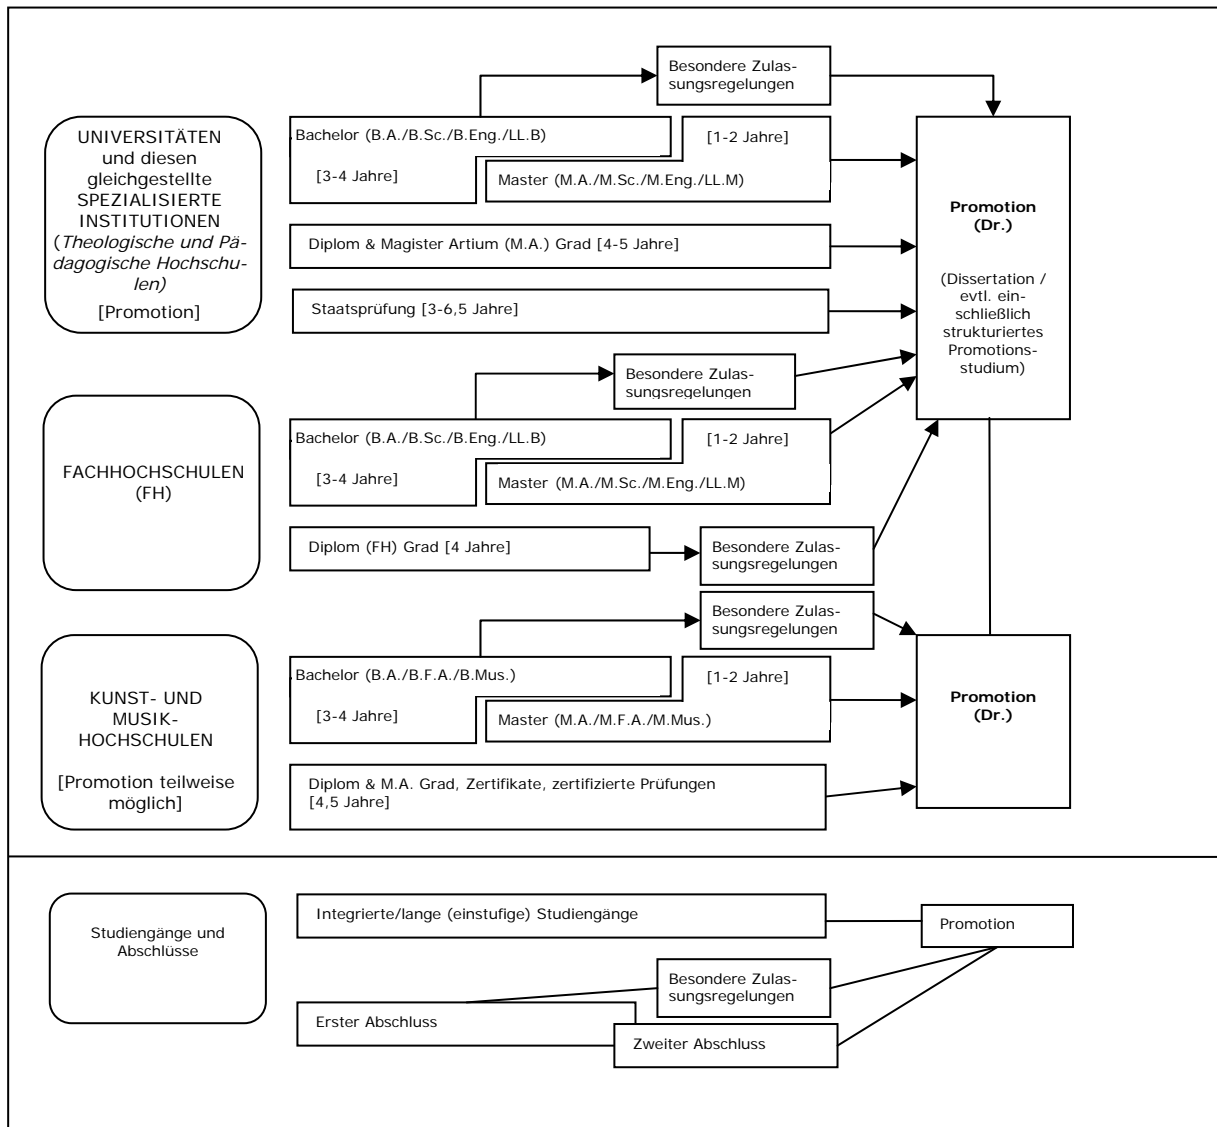 Besondere Zulas-
sungsregelungen
UNIVERSITÄTEN
und diesen
gleichgestellte
SPEZIALISIERTE
INSTITUTIONEN
(Theologische und Pä-
dagogische Hochschu-
len)
[Promotion]
Bachelor (B.A./B.Sc./B.Eng./LL.B)
[3-4 Jahre]
[1-2 Jahre]
Master (M.A./M.Sc./M.Eng./LL.M)
Diplom & Magister Artium (M.A.) Grad [4-5 Jahre]
Staatsprüfung [3-6,5 Jahre]
Promotion
(Dr.)
(Dissertation /
evtl. ein-
schließlich
strukturiertes
Promotions-
studium)
Besondere Zulas-
sungsregelungen
FACHHOCHSCHULEN
(FH)
Bachelor (B.A./B.Sc./B.Eng./LL.B)
[3-4 Jahre]
[1-2 Jahre]
Master (M.A./M.Sc./M.Eng./LL.M)
Diplom (FH) Grad [4 Jahre]
Besondere Zulas-
sungsregelungen
Besondere Zulas-
sungsregelungen
KUNST- UND
MUSIK-
HOCHSCHULEN
[Promotion teilweise
möglich]
Bachelor (B.A./B.F.A./B.Mus.)
[3-4 Jahre]
[1-2 Jahre]
Master (M.A./M.F.A./M.Mus.)
Diplom & M.A. Grad, Zertifikate, zertifizierte Prüfungen
[4,5 Jahre]
Promotion
(Dr.)
Studiengänge und
Abschlüsse
Integrierte/lange (einstufige) Studiengänge
Promotion
Besondere Zulas-
sungsregelungen
Erster Abschluss
Zweiter Abschluss